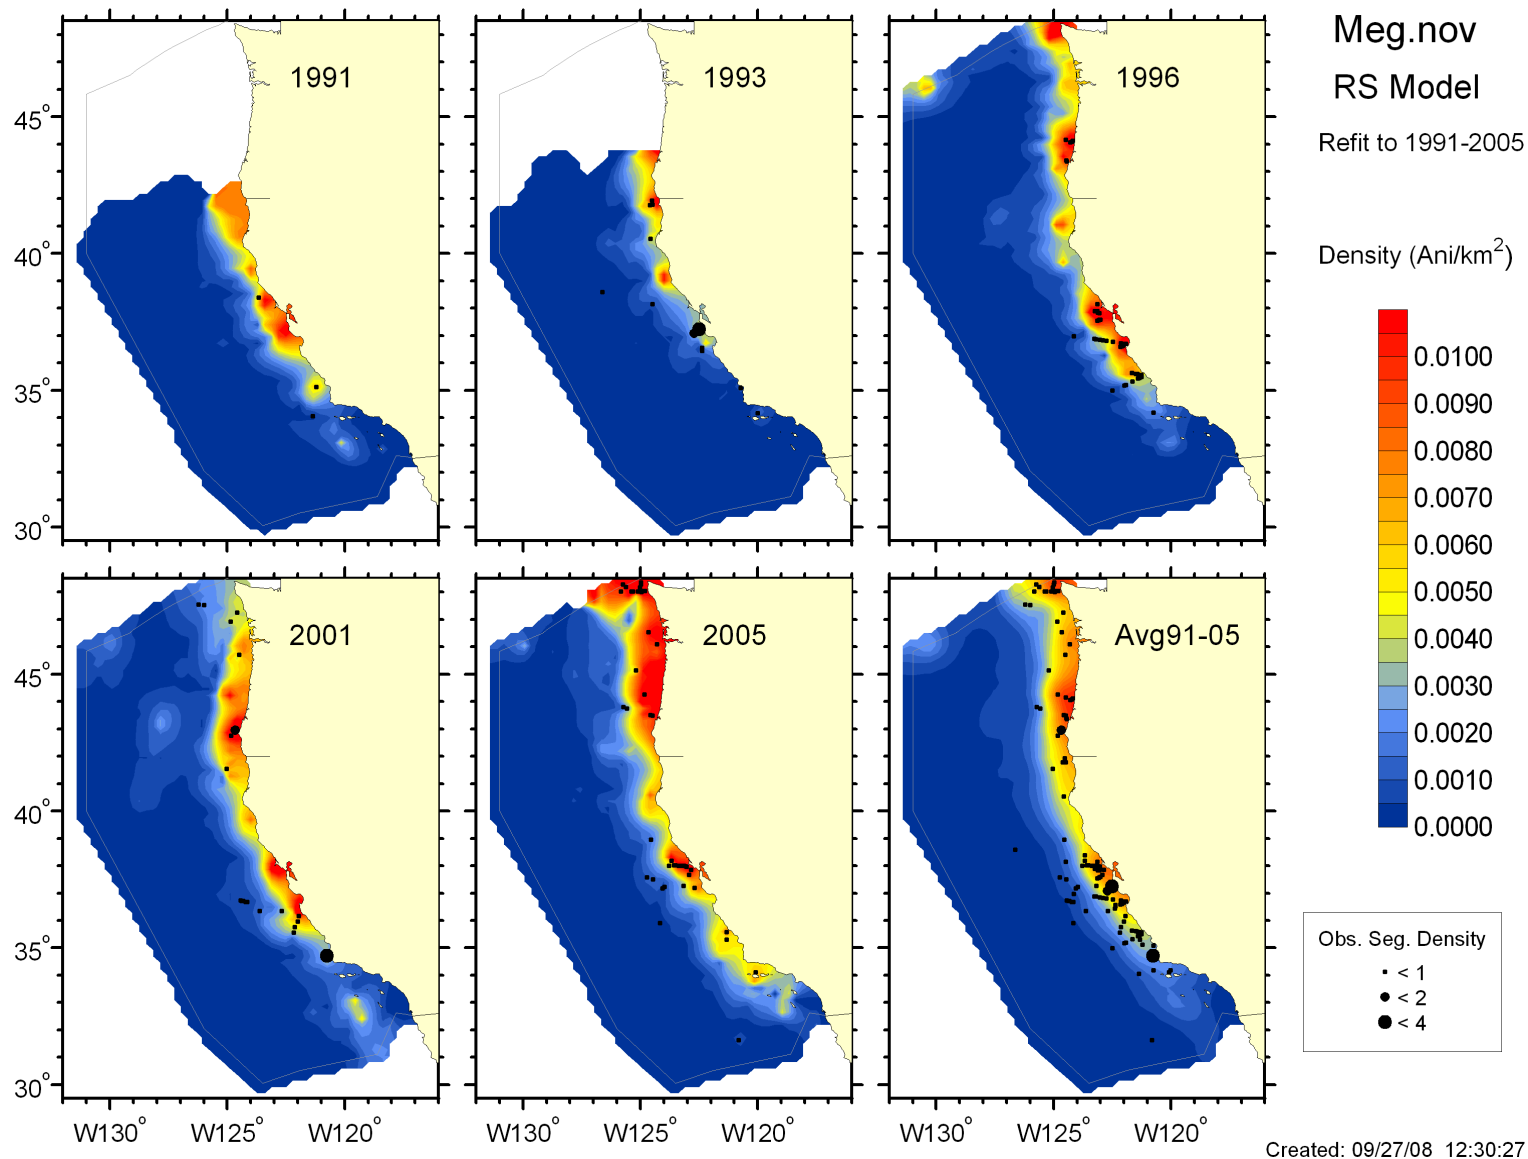 Meg.nov
RS Model
Refit to 1991-2005
1991
1993
1996
45°
40°
35°
30°
Density (Ani/km²)
0.0100
0.0090
0.0080
0.0070
0.0060
0.0050
0.0040
0.0030
0.0020
0.0010
0.0000
2001
2005
Avg91-05
45°
40°
35°
30°
W130° W125° W120°
W130° W125° W120°
W130° W125° W120°
Obs. Seg. Density
< 1
< 2
< 4
Created: 09/27/08 12:30:27